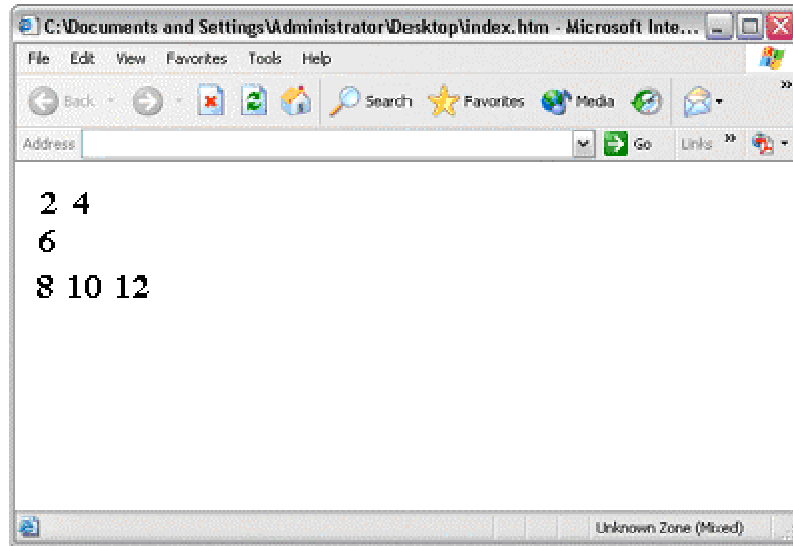 C:\Documents and Settings\Administrator\Desktop\index.htm - Microsoft Inte...
File Edit View Favorites Tools Help
Back Search Favorites Media »
Address Go Links »
2 4
6
8 10 12
Unknown Zone (Mixed)